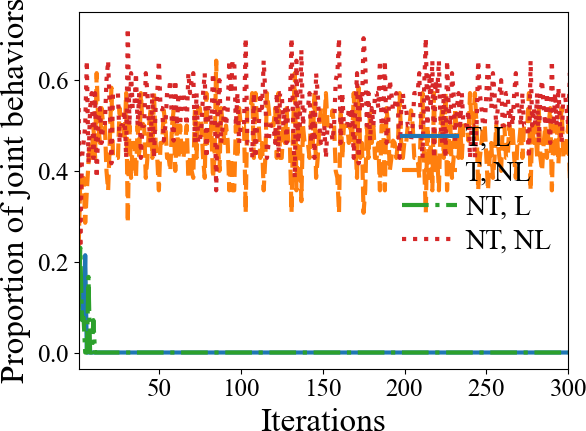 Proportion of joint behaviors
0.6
0.4
0.2
0.0
T, L
T, NL
NT, L
NT, NL
50
100
150
200
250
300
Iterations